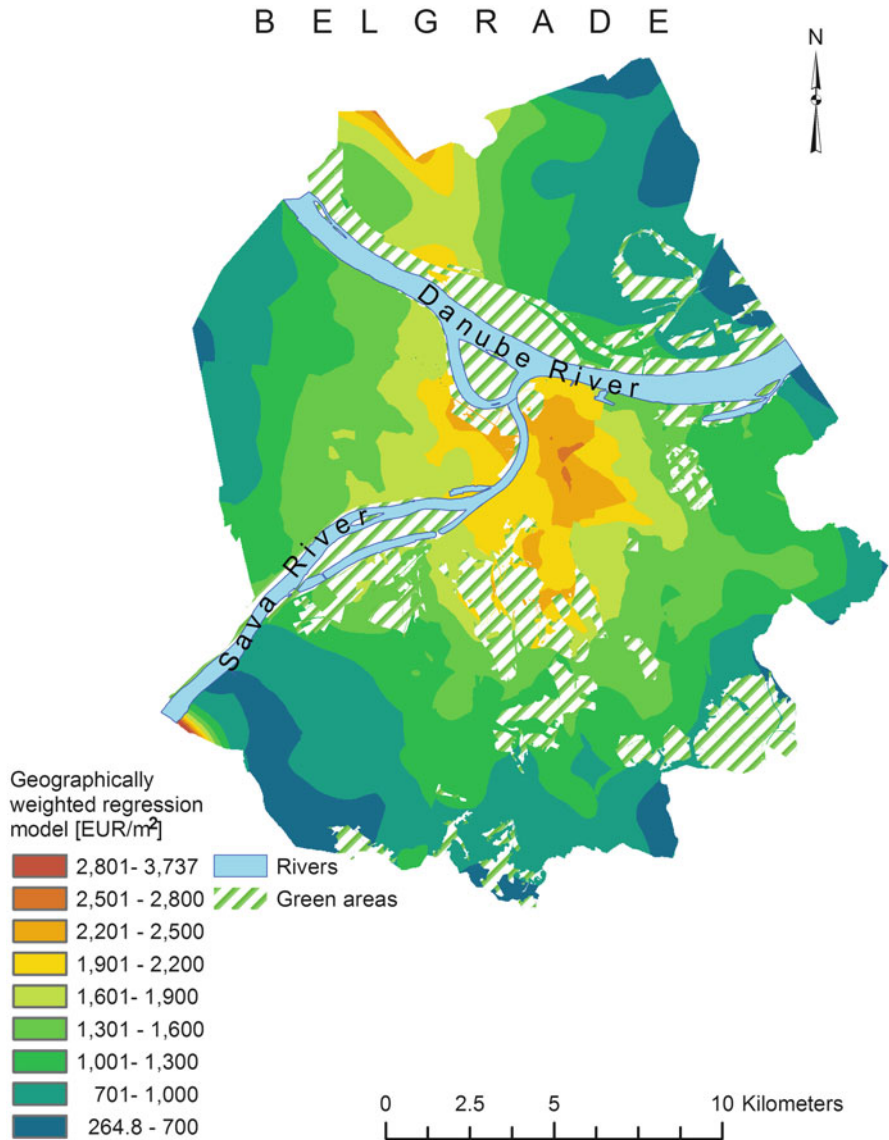 B E L G R A D E
N
Danube River
Sava River
Geographically
weighted regression
model [EUR/m²]
2,801- 3,737
2,501 - 2,800
2,201 - 2,500
1,901 - 2,200
1,601- 1,900
1,301 - 1,600
1,001- 1,300
701- 1,000
264.8 - 700
Rivers
Green areas
0 2.5 5 10 Kilometers